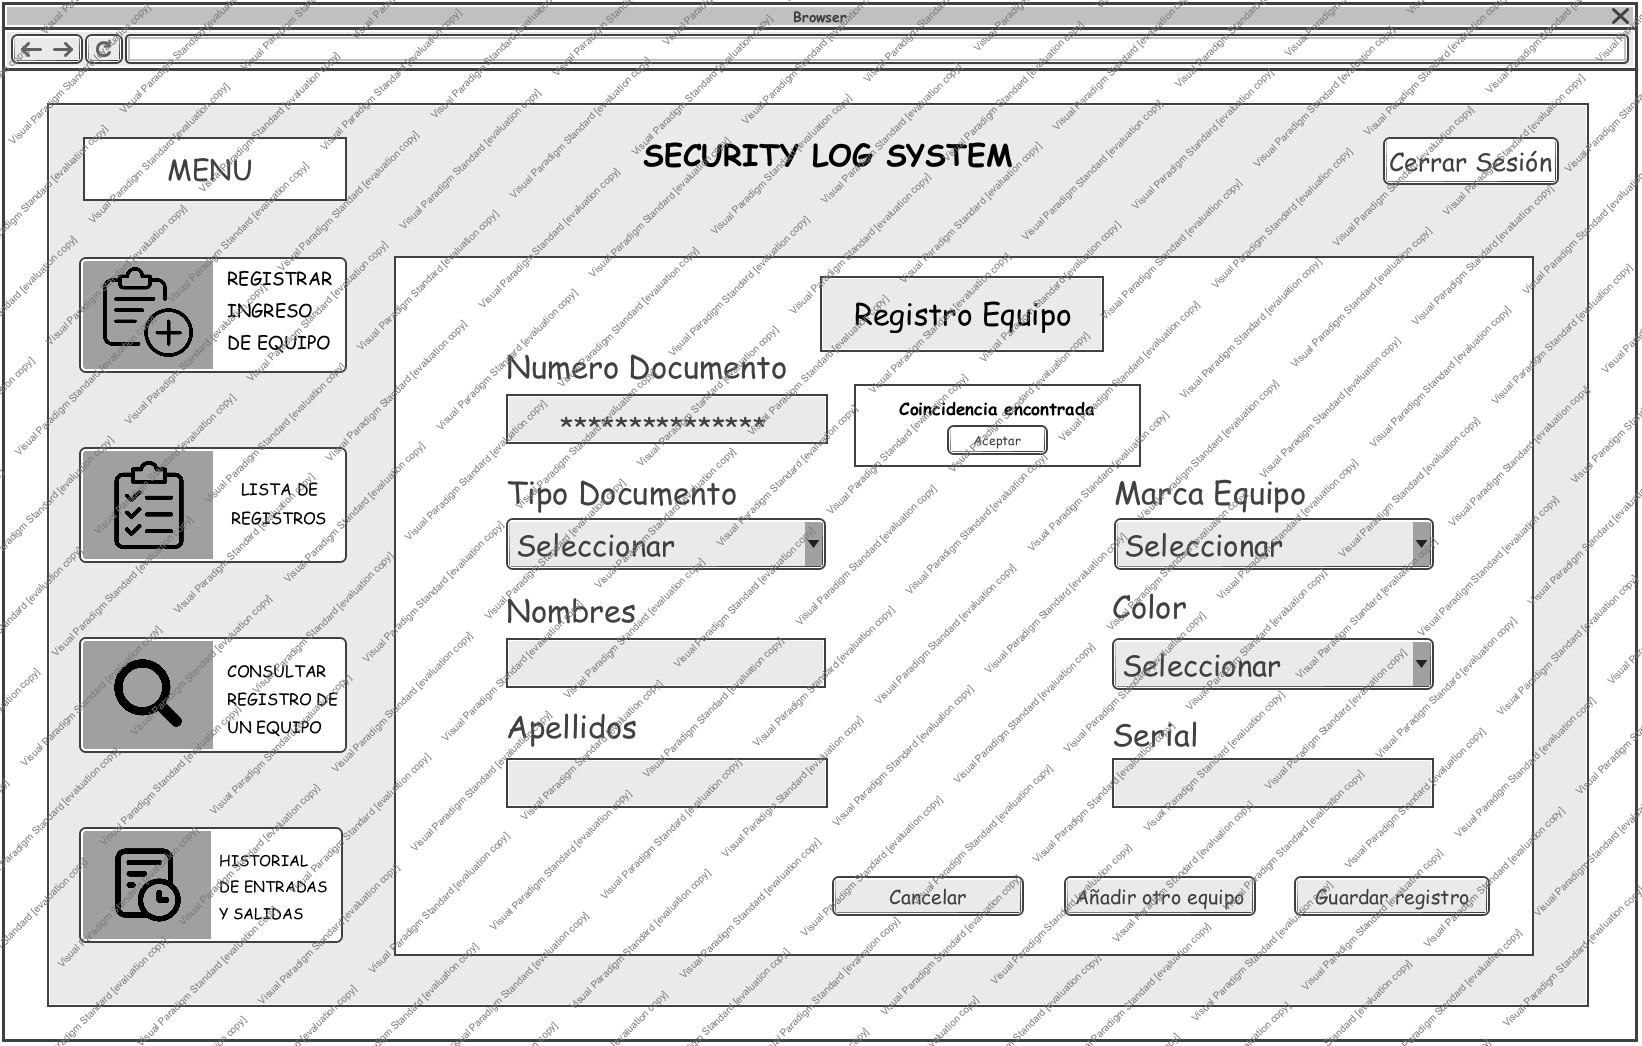 Browser
MENU
SECURITY LOG SYSTEM
Cerrar Sesión
REGISTRAR
INGRESO
DE EQUIPO
LISTA DE
REGISTROS
CONSULTAR
REGISTRO DE
UN EQUIPO
HISTORIAL
DE ENTRADAS
Y SALIDAS
Registro Equipo
Numero Documento
***************
Coincidencia encontrada
Aceptar
Tipo Documento
Seleccionar
Marca Equipo
Seleccionar
Nombres
Color
Seleccionar
Apellidos
Serial
Cancelar
Añadir otro equipo
Guardar registro
Visual Paradigm Standard [evaluation copy]